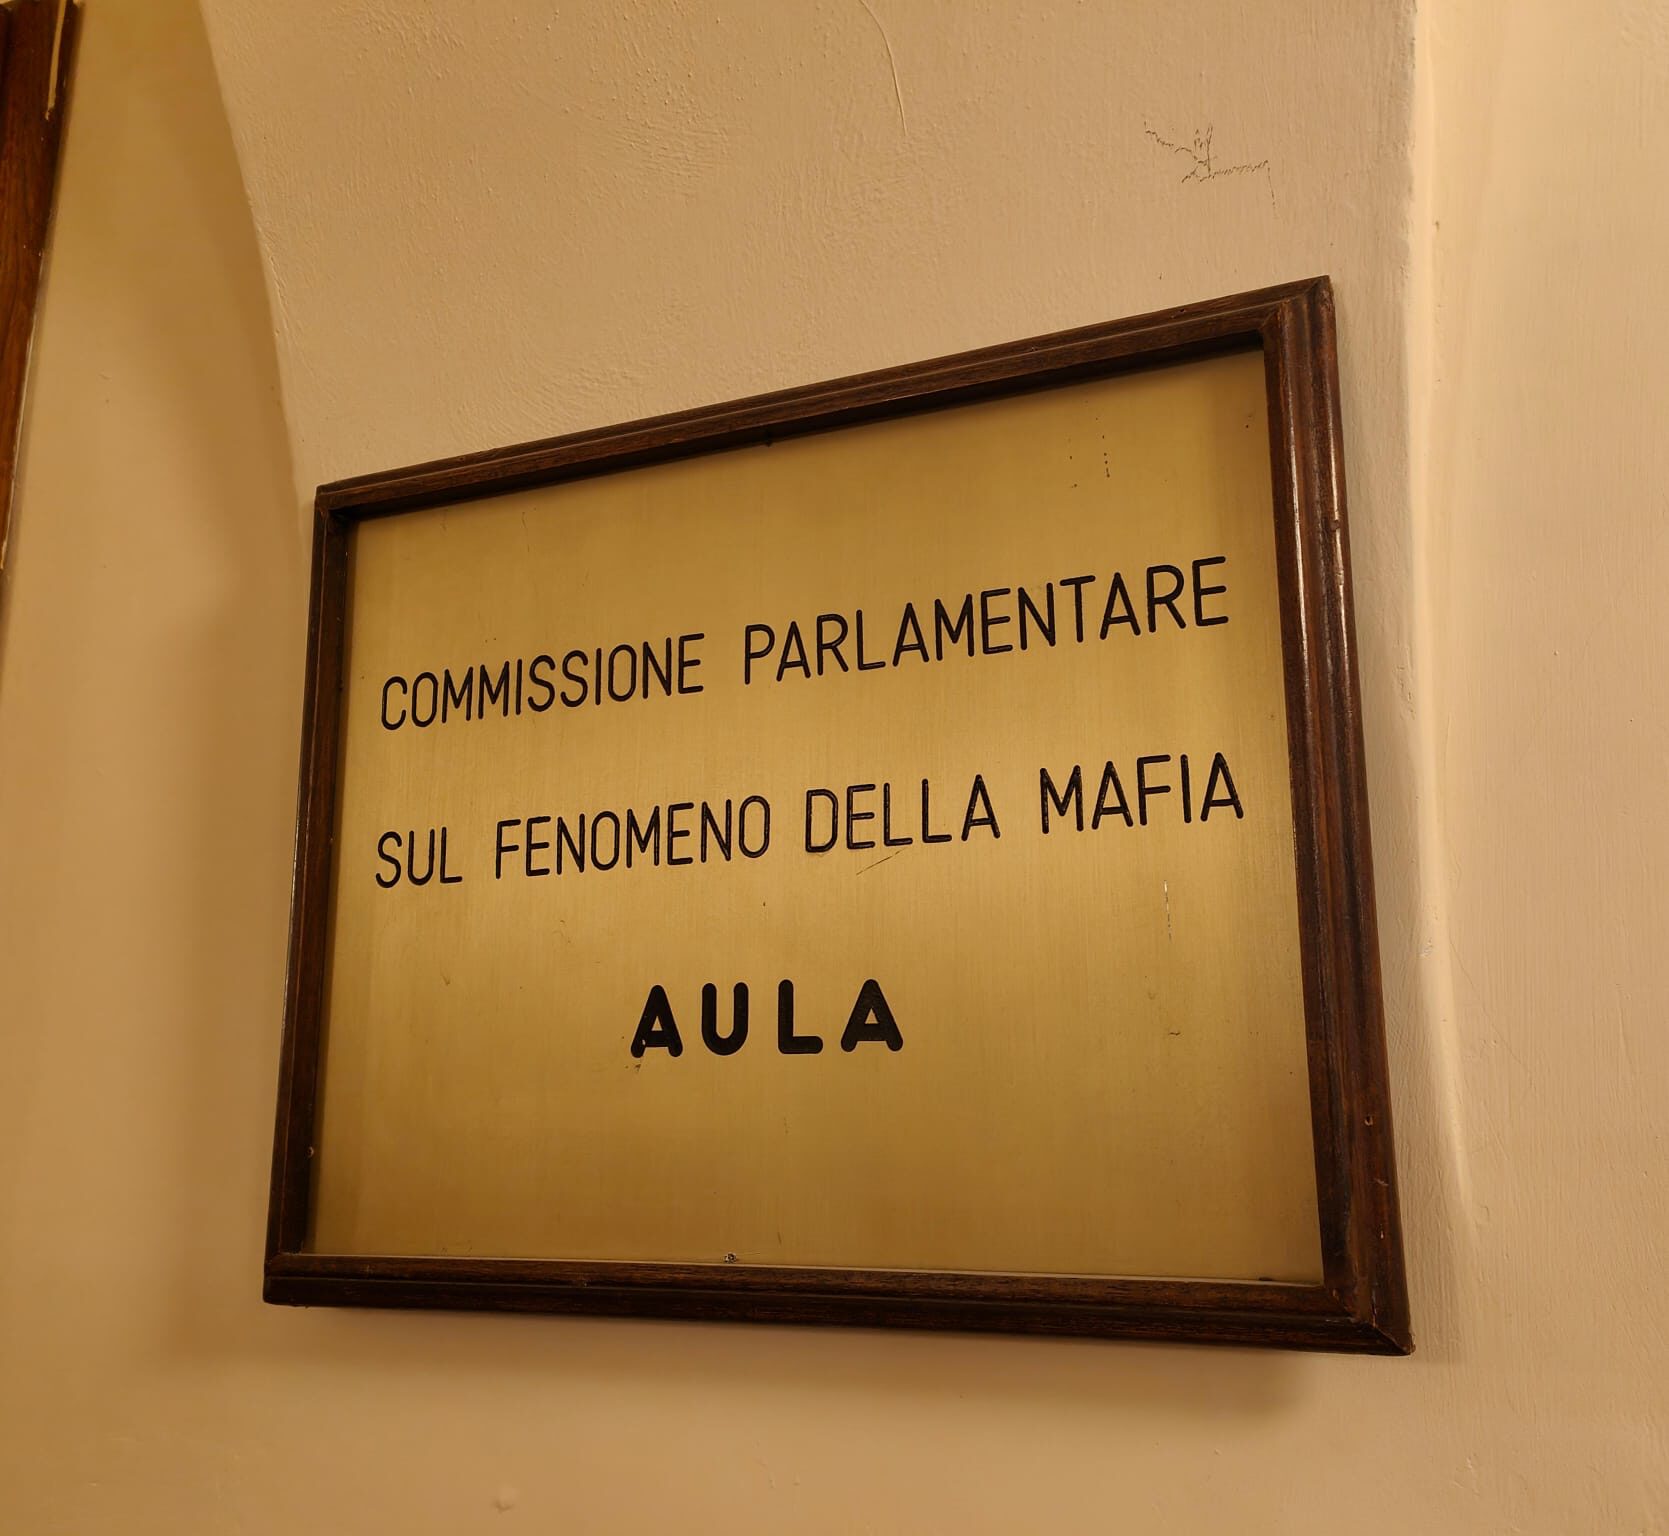 COMMISSIONE PARLAMENTARE
SUL FENOMENO DELLA MAFIA
AULA